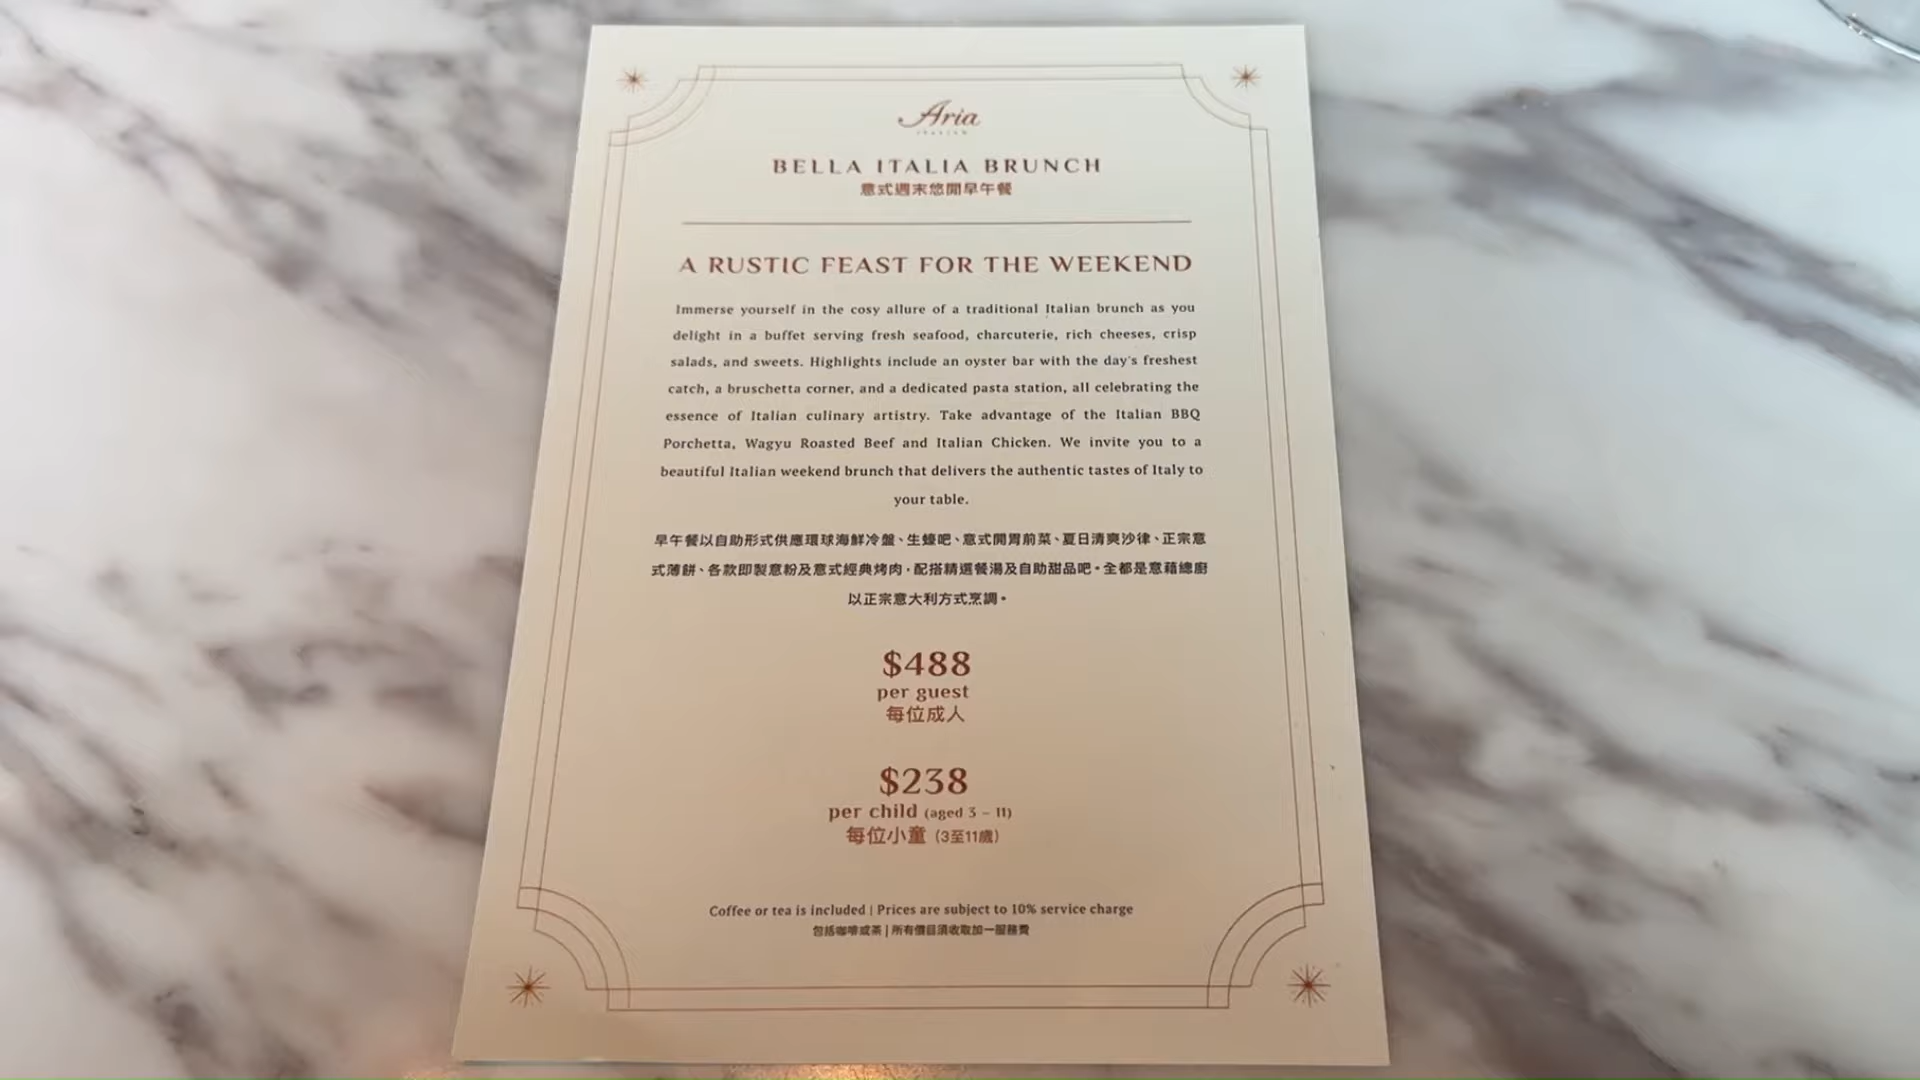 Aria
ITALIAN
BELLA ITALIA BRUNCH
意式週末悠閒早午餐
A RUSTIC FEAST FOR THE WEEKEND
Immerse yourself in the cosy allure of a traditional Italian brunch as you
delight in a buffet serving fresh seafood, charcuterie, rich cheeses, crisp
salads, and sweets. Highlights include an oyster bar with the day's freshest
catch, a bruschetta corner, and a dedicated pasta station, all celebrating the
essence of Italian culinary artistry. Take advantage of the Italian BBQ
Porchetta, Wagyu Roasted Beef and Italian Chicken. We invite you to a
beautiful Italian weekend brunch that delivers the authentic tastes of Italy to
your table.
早午餐以自助形式供應環球海鮮冷盤、生蠔吧、意式開胃前菜、夏日清爽沙律、正宗意
式薄餅、各款即製意粉及意式經典烤肉，配搭精選餐湯及自助甜品吧。全都是意藉總廚
以正宗意大利方式烹調。
$488
per guest
每位成人
$238
per child (aged 3 – 11)
每位小童（3至11歲）
Coffee or tea is included | Prices are subject to 10% service charge
包括咖啡或茶 | 所有價目須收取加一服務費